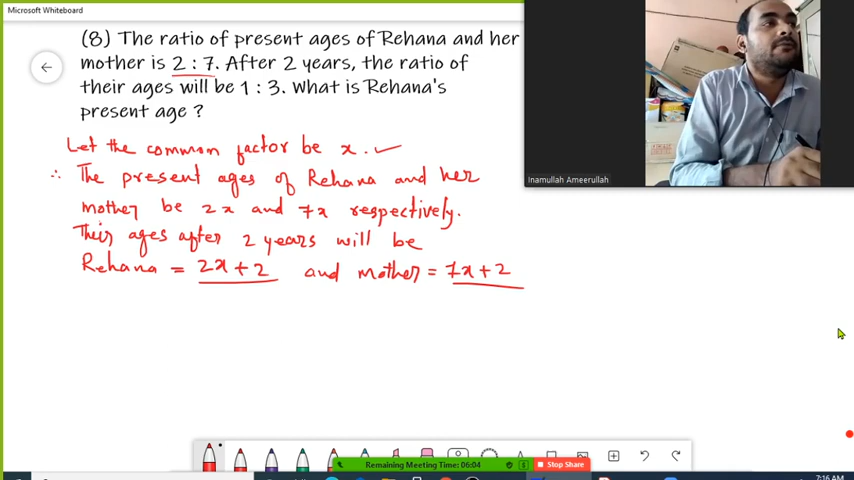 Microsoft Whiteboard
(8) The ratio of present ages of Rehana and her
mother is 2 : 7. After 2 years, the ratio of
their ages will be 1 : 3. What is Rehana's
present age ?
Let the common factor be x. ✓
∴ The present ages of Rehana and her
mother be 2x and 7x respectively.
Their ages after 2 years will be
Rehana = 2x + 2 and mother = 7x + 2
Inamullah Ameerullah
Remaining Meeting Time: 06:04
Stop Share
7:16 AM